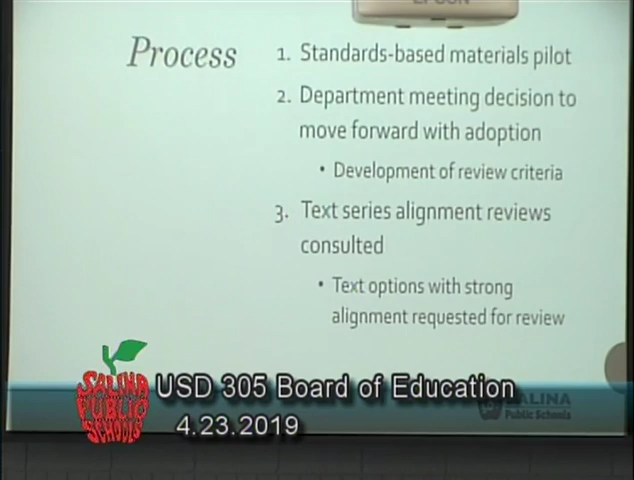 EPSON
Process
1. Standards-based materials pilot
2. Department meeting decision to
move forward with adoption
• Development of review criteria
3. Text series alignment reviews
consulted
• Text options with strong
alignment requested for review
SALINA
PUBLIC
SCHOOLS
USD 305 Board of Education
4.23.2019
SALINA
Public Schools